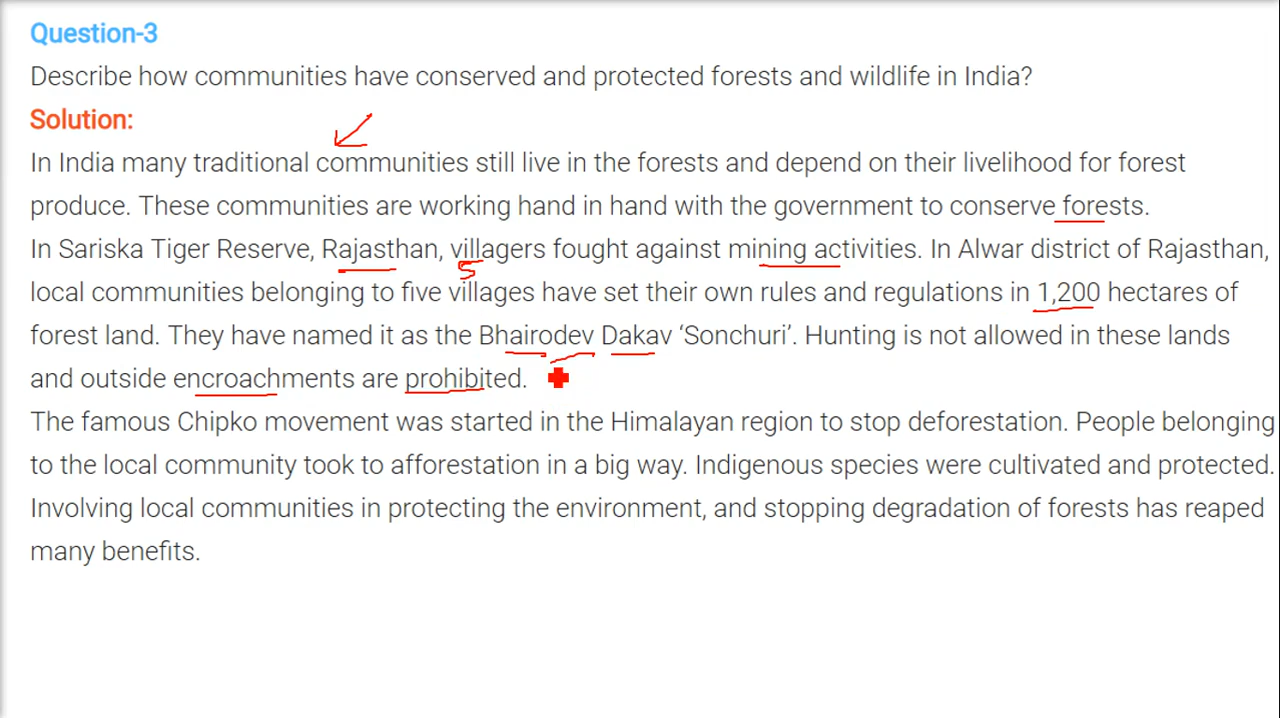 Question-3
Describe how communities have conserved and protected forests and wildlife in India?
Solution:
In India many traditional communities still live in the forests and depend on their livelihood for forest
produce. These communities are working hand in hand with the government to conserve forests.
In Sariska Tiger Reserve, Rajasthan, villagers fought against mining activities. In Alwar district of Rajasthan,
5
local communities belonging to five villages have set their own rules and regulations in 1,200 hectares of
forest land. They have named it as the Bhairodev Dakav ‘Sonchuri’. Hunting is not allowed in these lands
and outside encroachments are prohibited.
The famous Chipko movement was started in the Himalayan region to stop deforestation. People belonging
to the local community took to afforestation in a big way. Indigenous species were cultivated and protected.
Involving local communities in protecting the environment, and stopping degradation of forests has reaped
many benefits.